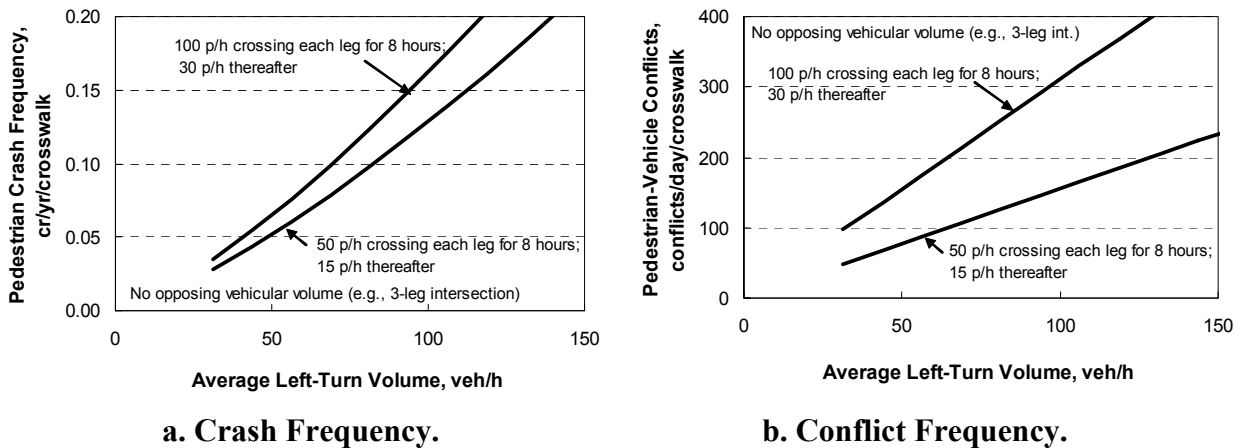 Pedestrian Crash Frequency,
cr/yr/crosswalk
0.20
0.15
0.10
0.05
0.00
100 p/h crossing each leg for 8 hours;
30 p/h thereafter
50 p/h crossing each leg for 8 hours;
15 p/h thereafter
No opposing vehicular volume (e.g., 3-leg intersection)
0
50
100
150
Average Left-Turn Volume, veh/h
a. Crash Frequency.
Pedestrian-Vehicle Conflicts,
conflicts/day/crosswalk
400
300
200
100
0
No opposing vehicular volume (e.g., 3-leg int.)
100 p/h crossing each leg for 8 hours;
30 p/h thereafter
50 p/h crossing each leg for 8 hours;
15 p/h thereafter
0
50
100
150
Average Left-Turn Volume, veh/h
b. Conflict Frequency.